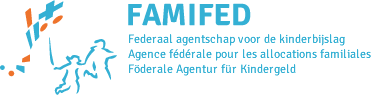 FAMIFED
Federaal agentschap voor de kinderbijslag
Agence fédérale pour les allocations familiales
Föderale Agentur für Kindergeld